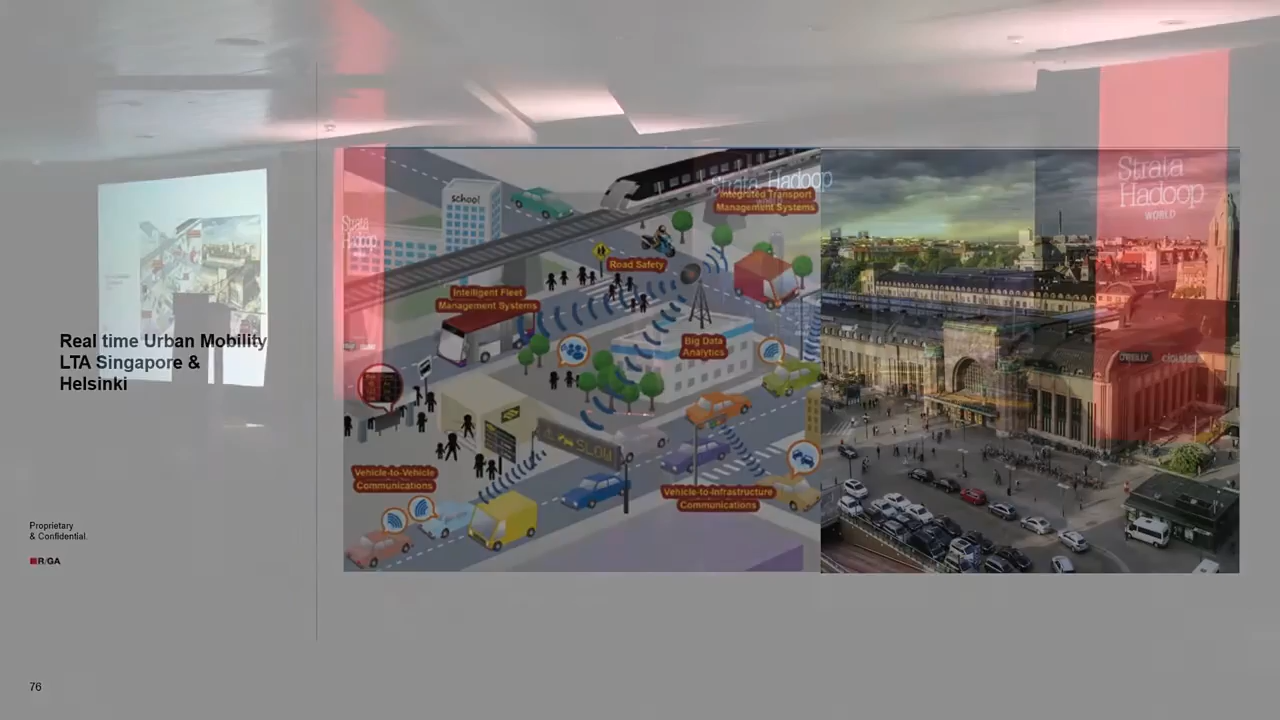 Real time Urban Mobility
LTA Singapore &
Helsinki
Proprietary
& Confidential.
R/GA
76
school
Strata Hadoop
WORLD
Integrated Transport
Management Systems
Road Safety
Intelligent Fleet
Management Systems
Big Data
Analytics
SLOW
Vehicle-to-Vehicle
Communications
Vehicle-to-Infrastructure
Communications
Strata
Hadoop
WORLD
O'REILLY
cloudera
Strata